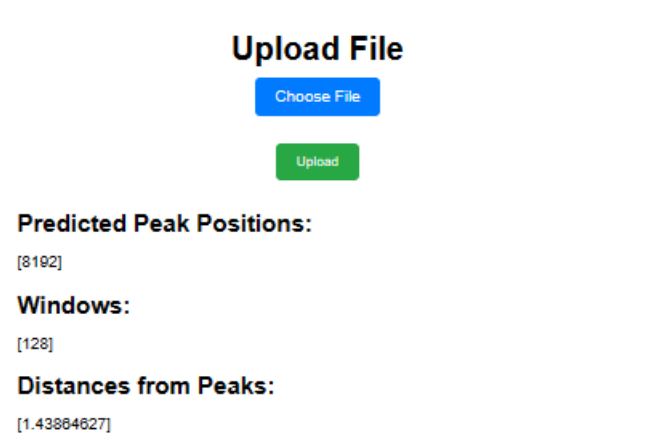 Upload File
Choose File
Upload
Predicted Peak Positions:
[8192]
Windows:
[128]
Distances from Peaks:
[1.43864627]